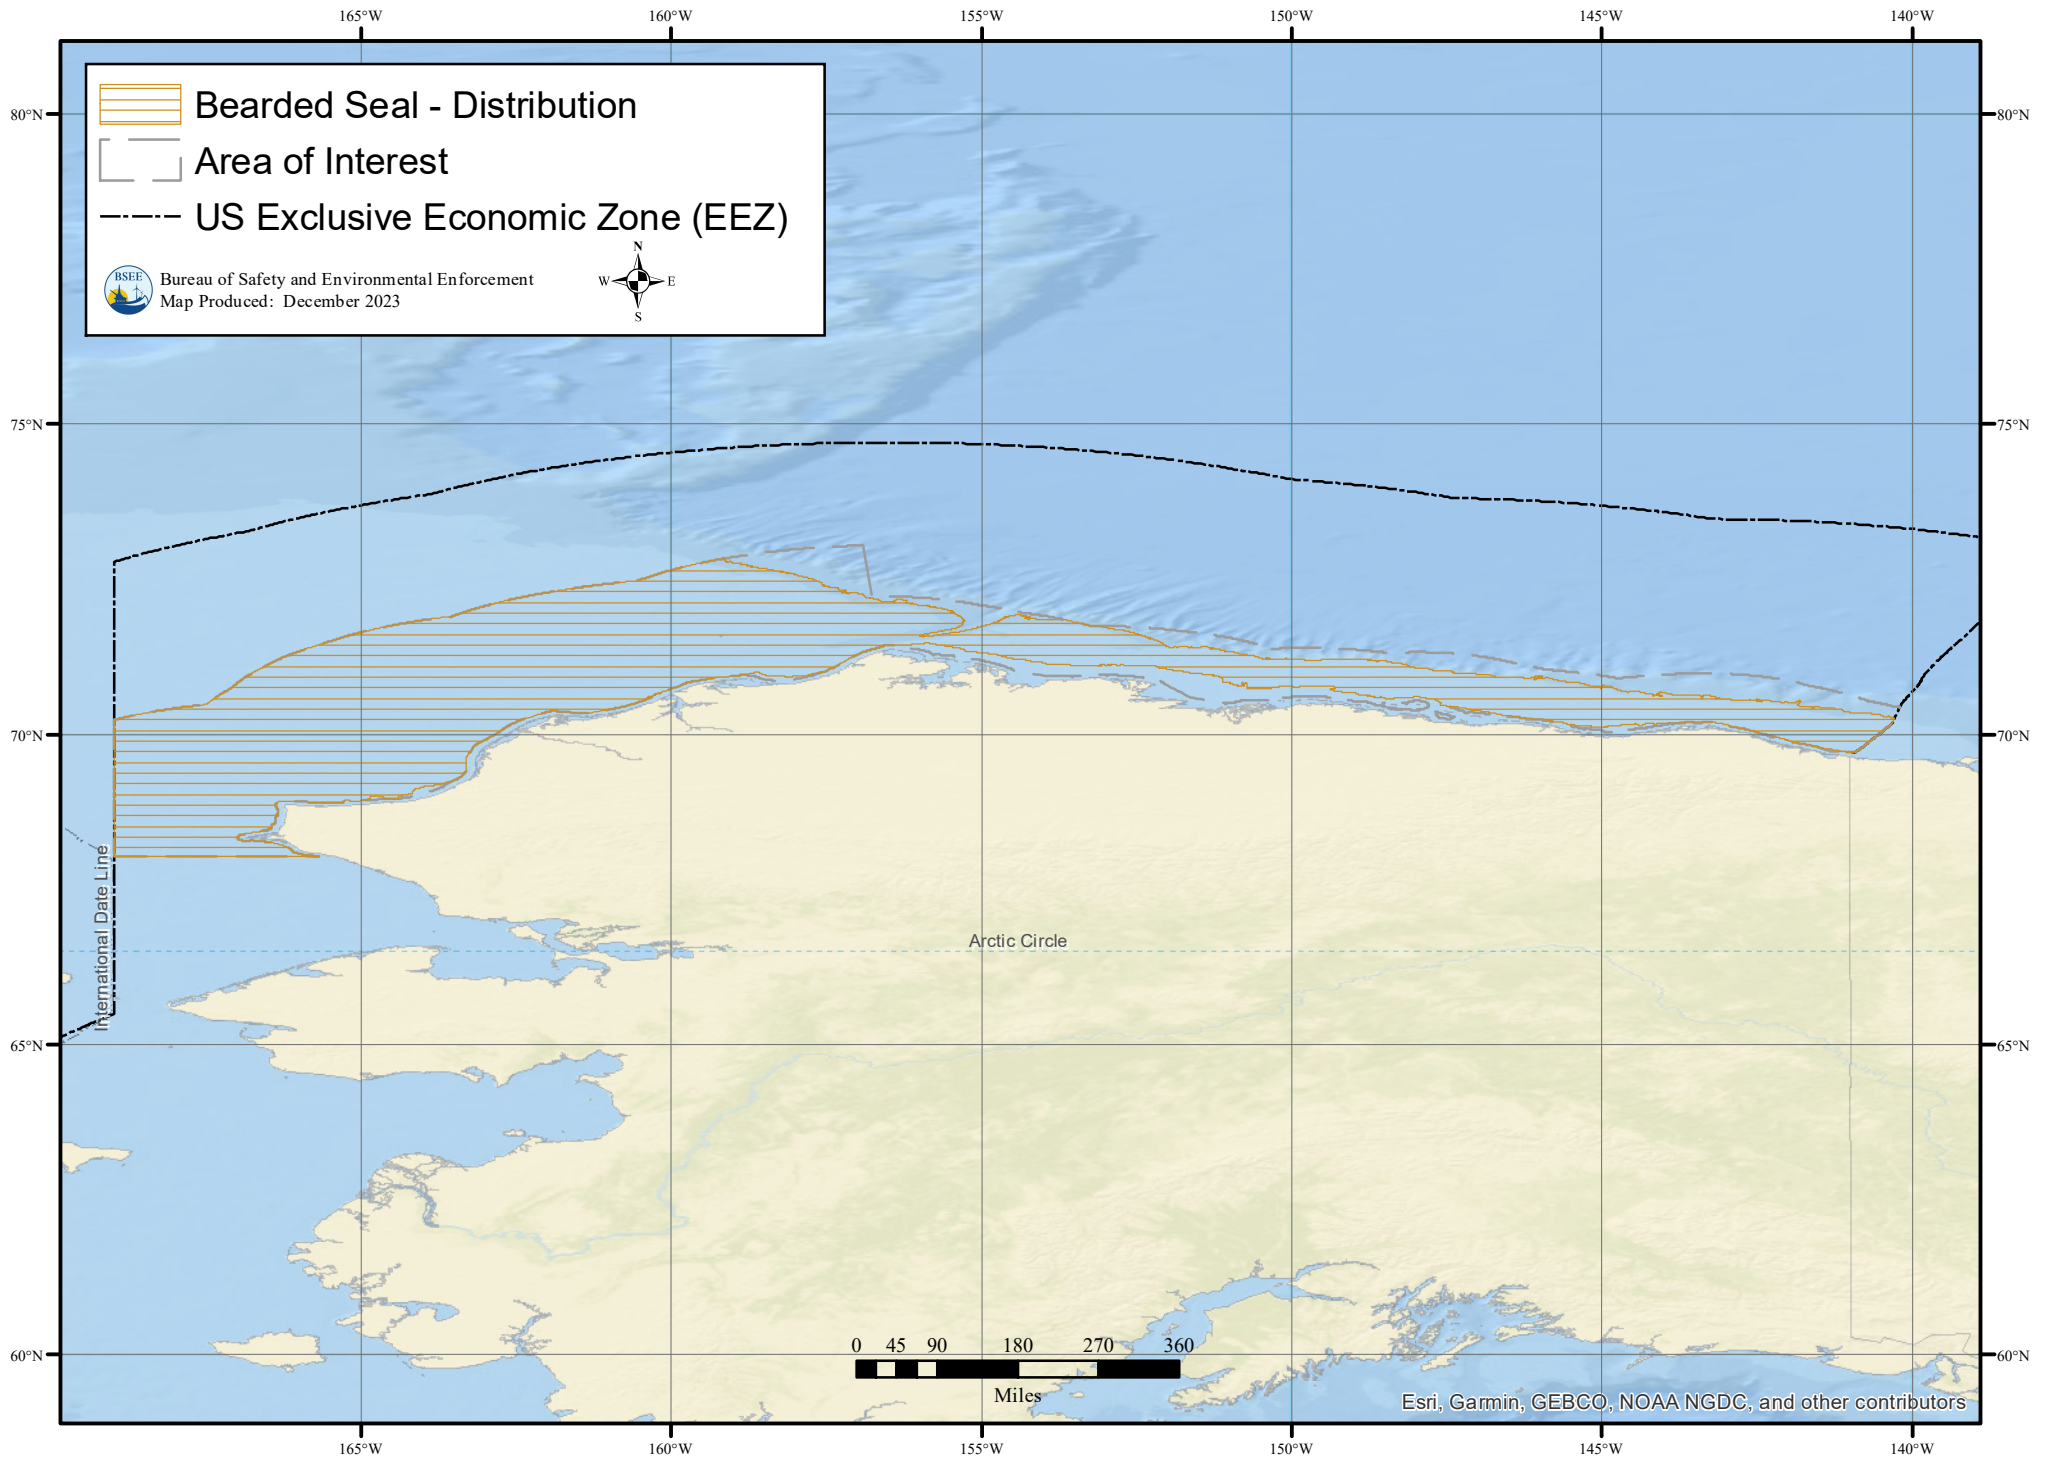 165°W 160°W 155°W 150°W 145°W 140°W
Bearded Seal - Distribution
80°N 80°N
Area of Interest
US Exclusive Economic Zone (EEZ)
N
BSEE
Bureau of Safety and Environmental Enforcement
W E
Map Produced: December 2023
S
75°N 75°N
70°N 70°N
International Date Line
Arctic Circle
65°N 65°N
0 45 90 180 270 360
60°N 60°N
Miles
Esri, Garmin, GEBCO, NOAA NGDC, and other contributors
165°W 160°W 155°W 150°W 145°W 140°W